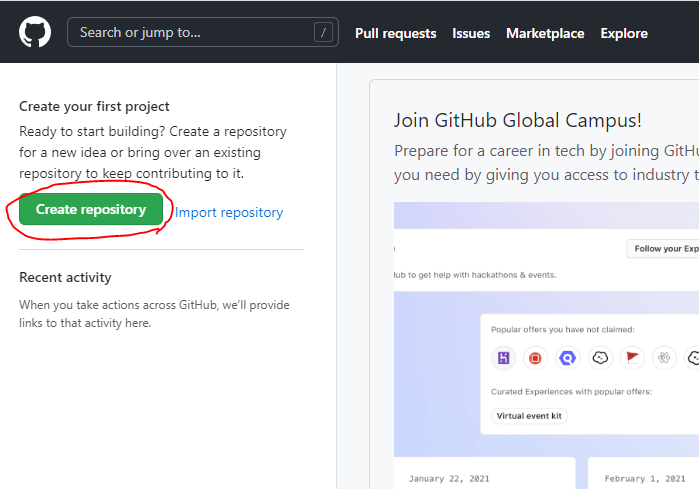 Search or jump to...
/
Pull requests
Issues
Marketplace
Explore
Create your first project
Ready to start building? Create a repository
for a new idea or bring over an existing
repository to keep contributing to it.
Create repository
Import repository
Recent activity
When you take actions across GitHub, we'll provide
links to that activity here.
Join GitHub Global Campus!
Prepare for a career in tech by joining GitH
you need by giving you access to industry
Follow your Exp
ub to get help with hackathons & events.
Popular offers you have not claimed:
Curated Experiences with popular offers:
Virtual event kit
January 22, 2021
February 1, 2021